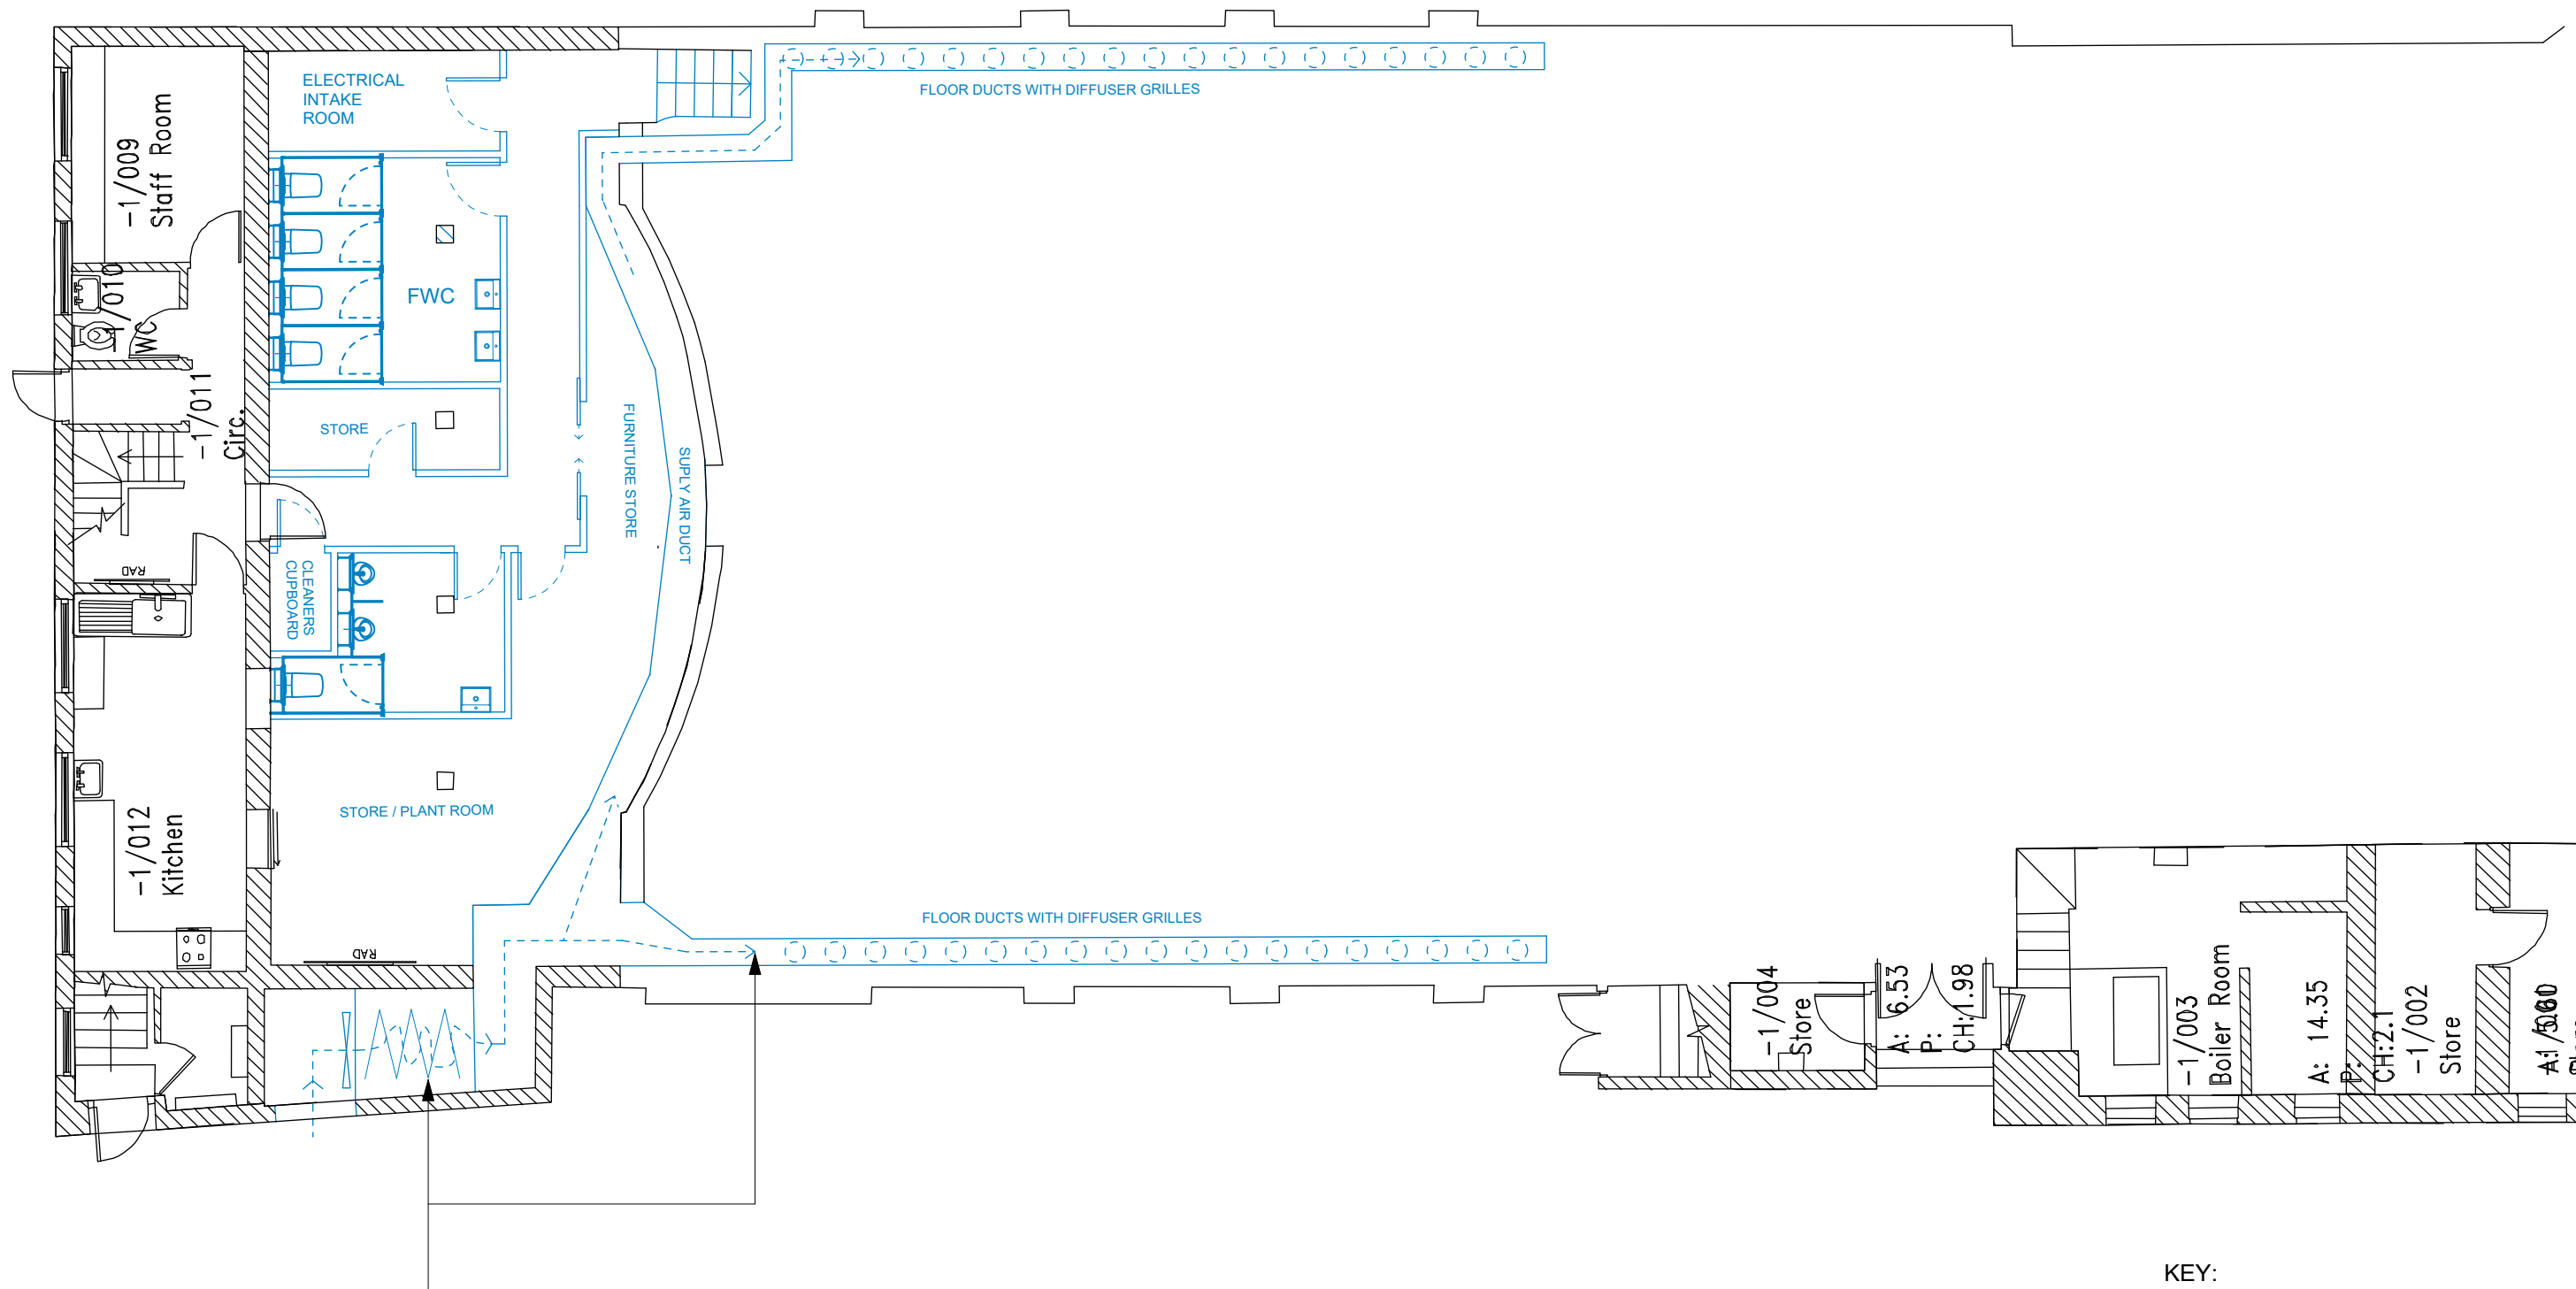 ELECTRICAL
INTAKE
ROOM
FLOOR DUCTS WITH DIFFUSER GRILLES
-1/009
Staff Room
-1/010
WC
FWC
-1/011
Circ.
STORE
FURNITURE STORE
SUPLY AIR DUCT
RAD
CLEANERS
CUPBOARD
-1/012
Kitchen
STORE / PLANT ROOM
RAD
FLOOR DUCTS WITH DIFFUSER GRILLES
-1/004
Store
A: 6.53
P:
CH:1.98
-1/003
Boiler Room
A: 14.35
P:
CH:2.1
-1/002
Store
KEY: